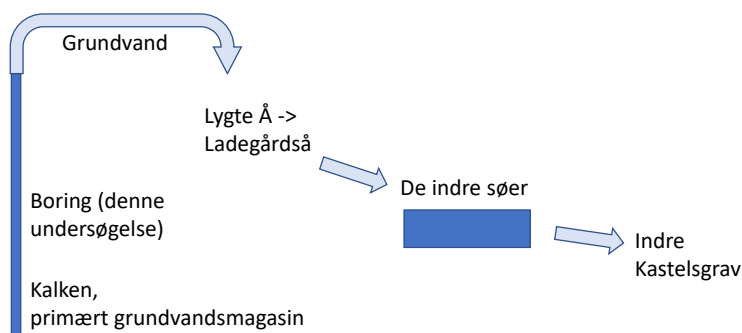 Grundvand
Lygte Å ->
Ladegårdså
Boring (denne
undersøgelse)
De indre søer
Indre
Kastelsgrav
Kalken,
primært grundvandsmagasin